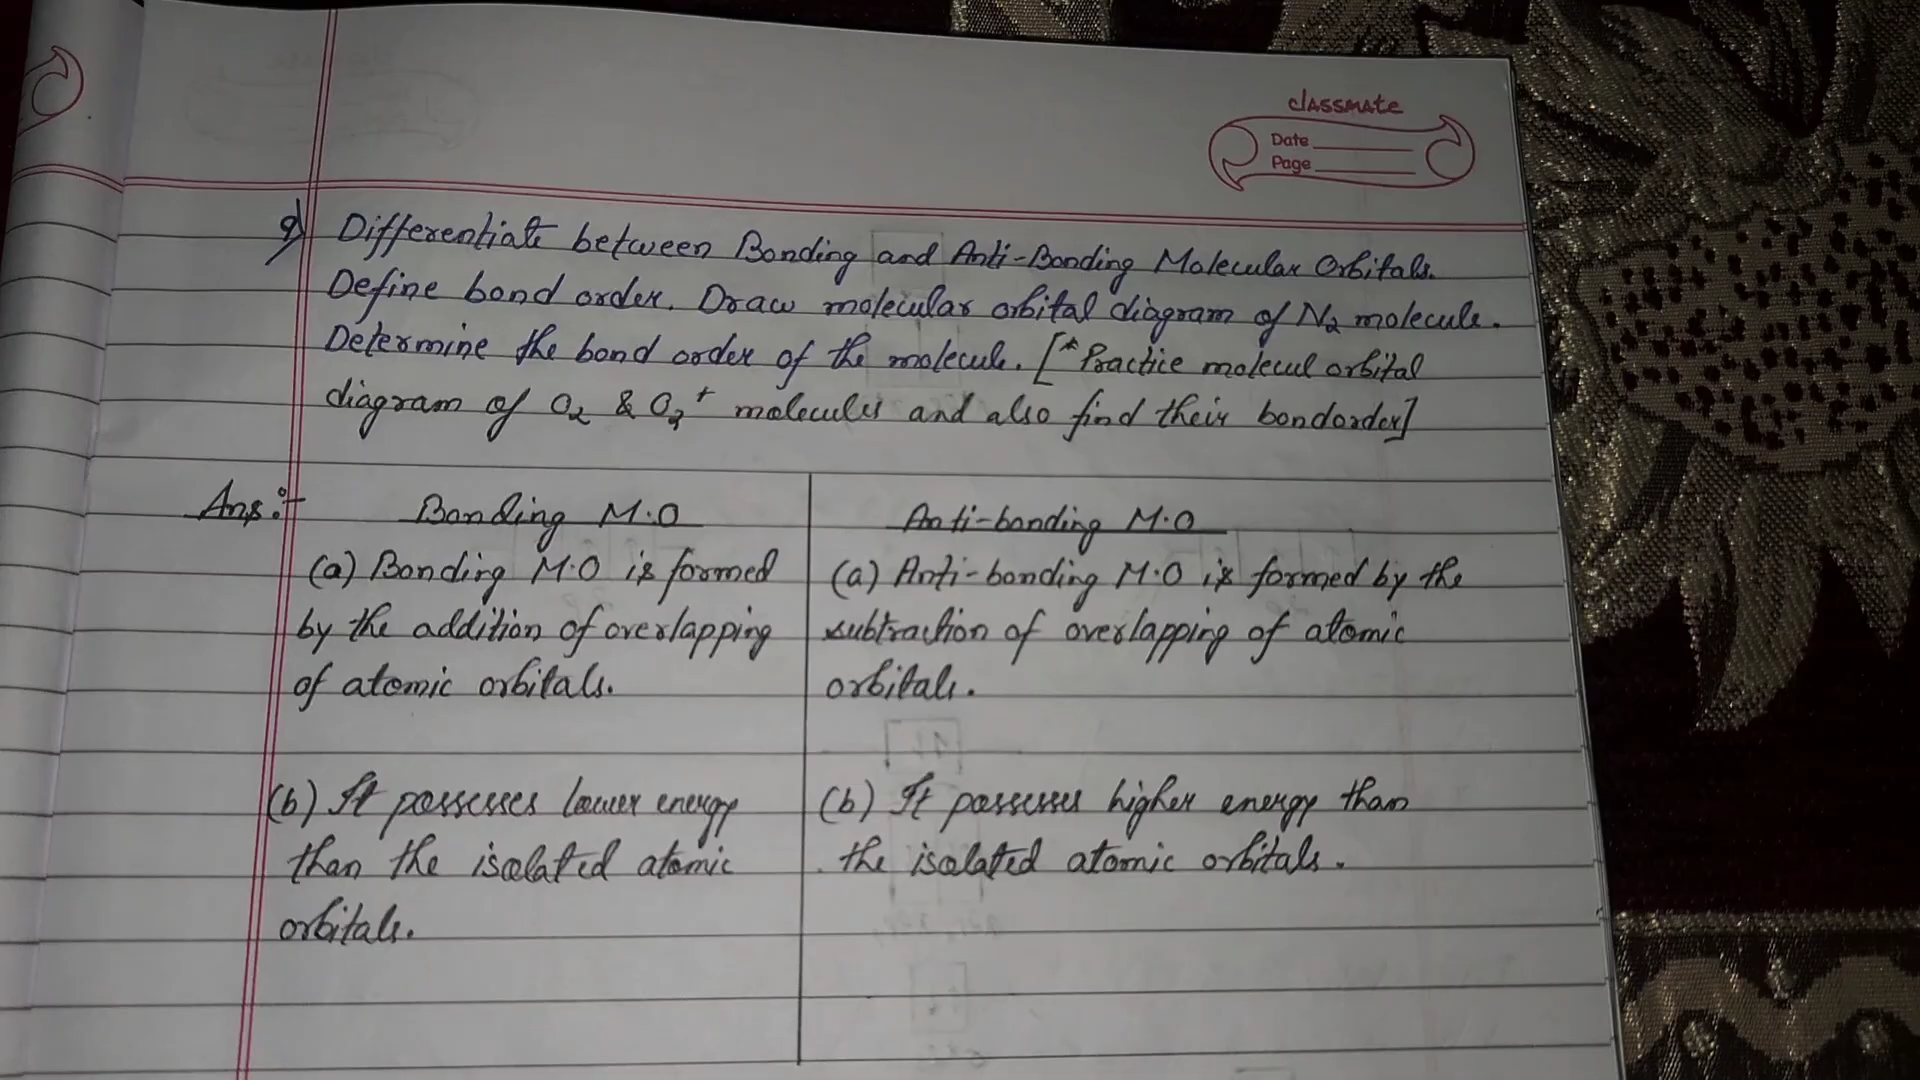 classmate
Date
Page
q) Differentiate between Bonding and Anti-Bonding Molecular Orbitals.
Define bond order. Draw molecular orbital diagram of N2 molecule.
Determine the bond order of the molecule. [*Practice molecul orbital
diagram of O2 & O2+ molecules and also find their bondorder]
Ans:-
Bonding M.O
(a) Bonding M.O is formed
by the addition of overlapping
of atomic orbitals.
(b) It possesses lower energy
than the isolated atomic
orbitals.
Anti-bonding M.O
(a) Anti-bonding M.O is formed by the
subtraction of overlapping of atomic
orbitals.
(b) It possesses higher energy than
the isolated atomic orbitals.